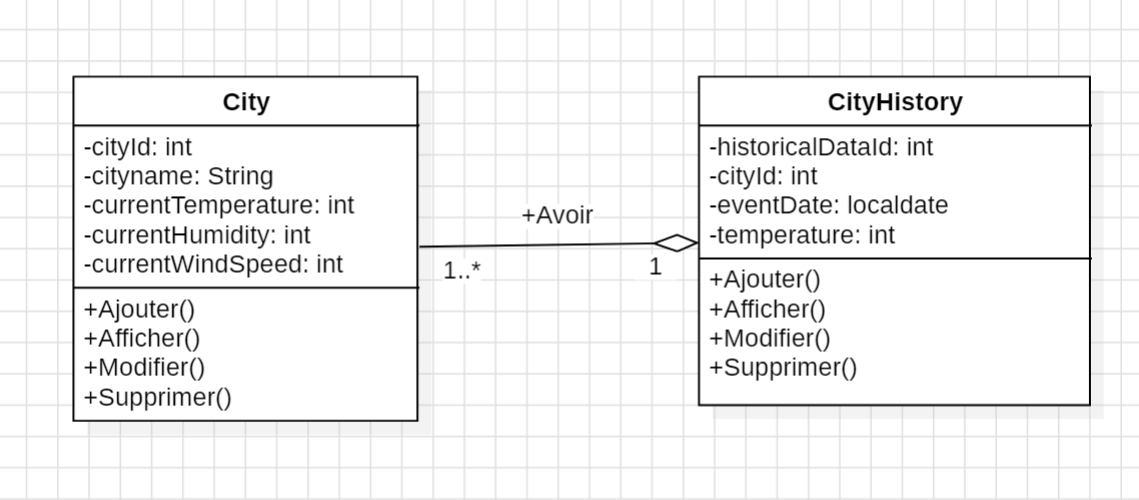 City
-cityId: int
-cityname: String
-currentTemperature: int
-currentHumidity: int
-currentWindSpeed: int
+Ajouter()
+Afficher()
+Modifier()
+Supprimer()
+Avoir
1..*
1
CityHistory
-historicalDataId: int
-cityId: int
-eventDate: localdate
-temperature: int
+Ajouter()
+Afficher()
+Modifier()
+Supprimer()